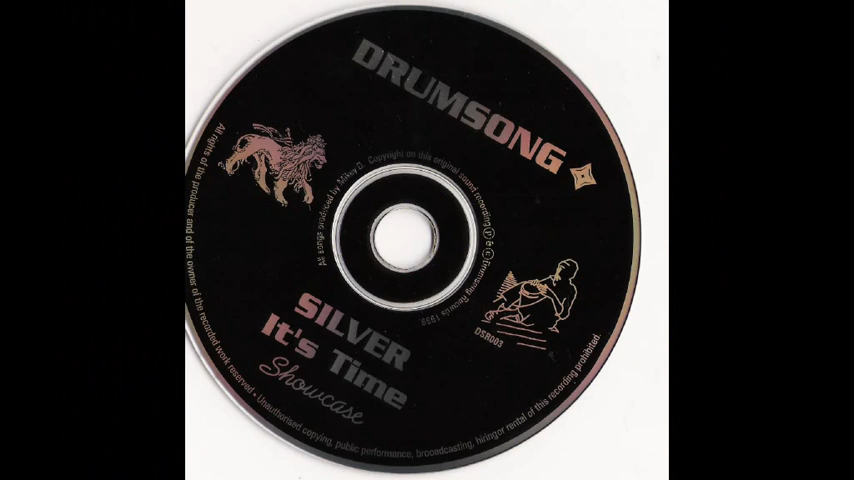 DRUMSONG
All songs produced by Mikey D. Copyright on this original sound recording ℗ & © Drumsong Records 1998
DSR003
SILVER
It's Time
Showcase
All rights of the producer and of the owner of the recorded work reserved • Unauthorised copying, public performance, broadcasting, hiringor rental of this recording prohibited.